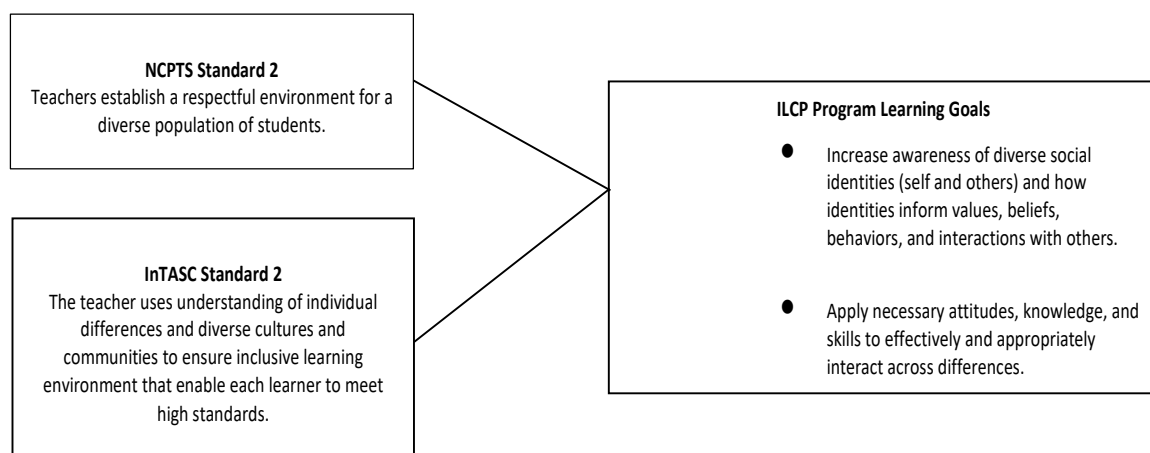 NCPTS Standard 2
Teachers establish a respectful environment for a
diverse population of students.
InTASC Standard 2
The teacher uses understanding of individual
differences and diverse cultures and
communities to ensure inclusive learning
environment that enable each learner to meet
high standards.
ILCP Program Learning Goals
● Increase awareness of diverse social
identities (self and others) and how
identities inform values, beliefs,
behaviors, and interactions with others.
● Apply necessary attitudes, knowledge, and
skills to effectively and appropriately
interact across differences.